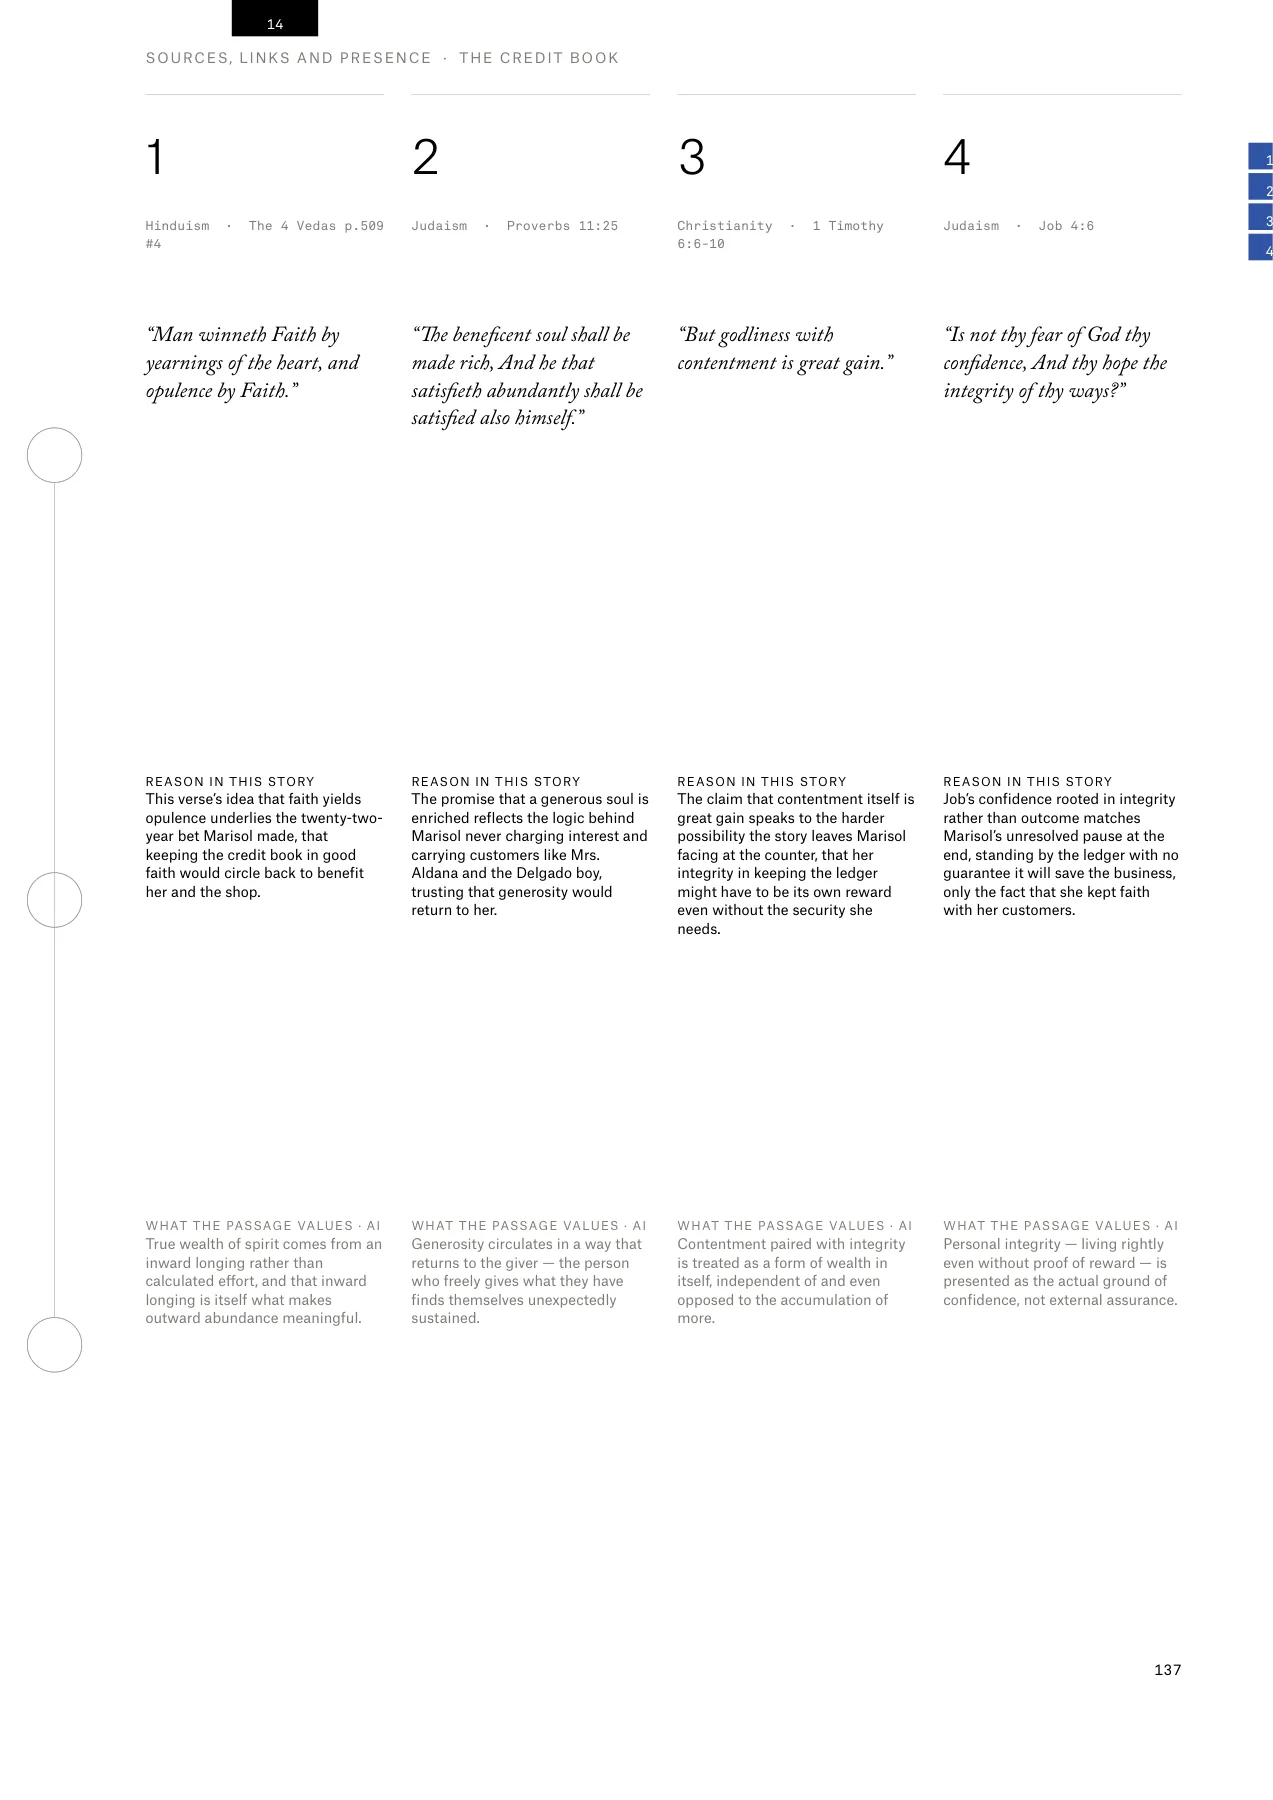 14
SOURCES, LINKS AND PRESENCE · THE CREDIT BOOK
1
Hinduism · The 4 Vedas p.509
#4
“Man winneth Faith by
yearnings of the heart, and
opulence by Faith.”
REASON IN THIS STORY
This verse’s idea that faith yields
opulence underlies the twenty-two-
year bet Marisol made, that
keeping the credit book in good
faith would circle back to benefit
her and the shop.
WHAT THE PASSAGE VALUES · AI
True wealth of spirit comes from an
inward longing rather than
calculated effort, and that inward
longing is itself what makes
outward abundance meaningful.
2
Judaism · Proverbs 11:25
“The beneficent soul shall be
made rich, And he that
satisfieth abundantly shall be
satisfied also himself.”
REASON IN THIS STORY
The promise that a generous soul is
enriched reflects the logic behind
Marisol never charging interest and
carrying customers like Mrs.
Aldana and the Delgado boy,
trusting that generosity would
return to her.
WHAT THE PASSAGE VALUES · AI
Generosity circulates in a way that
returns to the giver — the person
who freely gives what they have
finds themselves unexpectedly
sustained.
3
Christianity · 1 Timothy
6:6-10
“But godliness with
contentment is great gain.”
REASON IN THIS STORY
The claim that contentment itself is
great gain speaks to the harder
possibility the story leaves Marisol
facing at the counter, that her
integrity in keeping the ledger
might have to be its own reward
even without the security she
needs.
WHAT THE PASSAGE VALUES · AI
Contentment paired with integrity
is treated as a form of wealth in
itself, independent of and even
opposed to the accumulation of
more.
4
Judaism · Job 4:6
“Is not thy fear of God thy
confidence, And thy hope the
integrity of thy ways?”
REASON IN THIS STORY
Job’s confidence rooted in integrity
rather than outcome matches
Marisol’s unresolved pause at the
end, standing by the ledger with no
guarantee it will save the business,
only the fact that she kept faith
with her customers.
WHAT THE PASSAGE VALUES · AI
Personal integrity — living rightly
even without proof of reward — is
presented as the actual ground of
confidence, not external assurance.
1
2
3
4
137